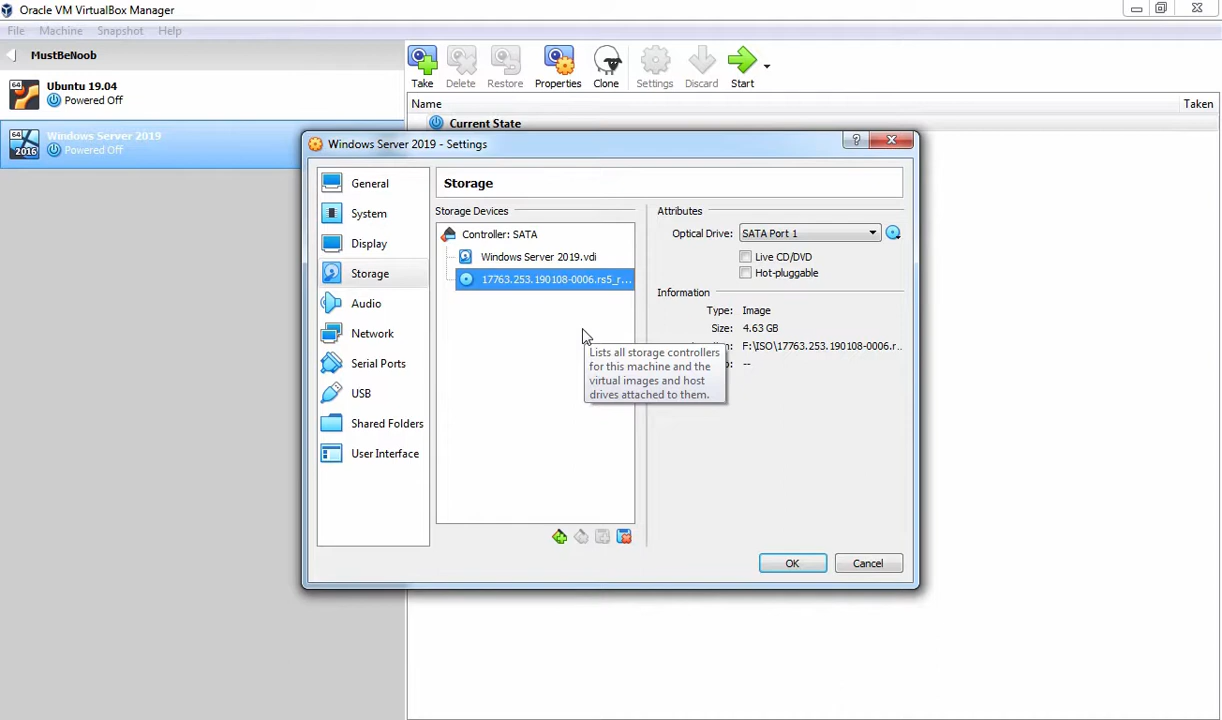 Oracle VM VirtualBox Manager
File Machine Snapshot Help
MustBeNoob
64
Ubuntu 19.04
Powered Off
64
2016
Windows Server 2019
Powered Off
Take Delete Restore Properties Clone Settings Discard Start
Name Taken
Current State
Windows Server 2019 - Settings
?
General
System
Display
Storage
Audio
Network
Serial Ports
USB
Shared Folders
User Interface
Storage
Storage Devices
Controller: SATA
Windows Server 2019.vdi
17763.253.190108-0006.rs5_r...
Attributes
Optical Drive: SATA Port 1
Live CD/DVD
Hot-pluggable
Information
Type: Image
Size: 4.63 GB
F:\ISO\17763.253.190108-0006.r...
--
Lists all storage controllers
for this machine and the
virtual images and host
drives attached to them.
OK Cancel